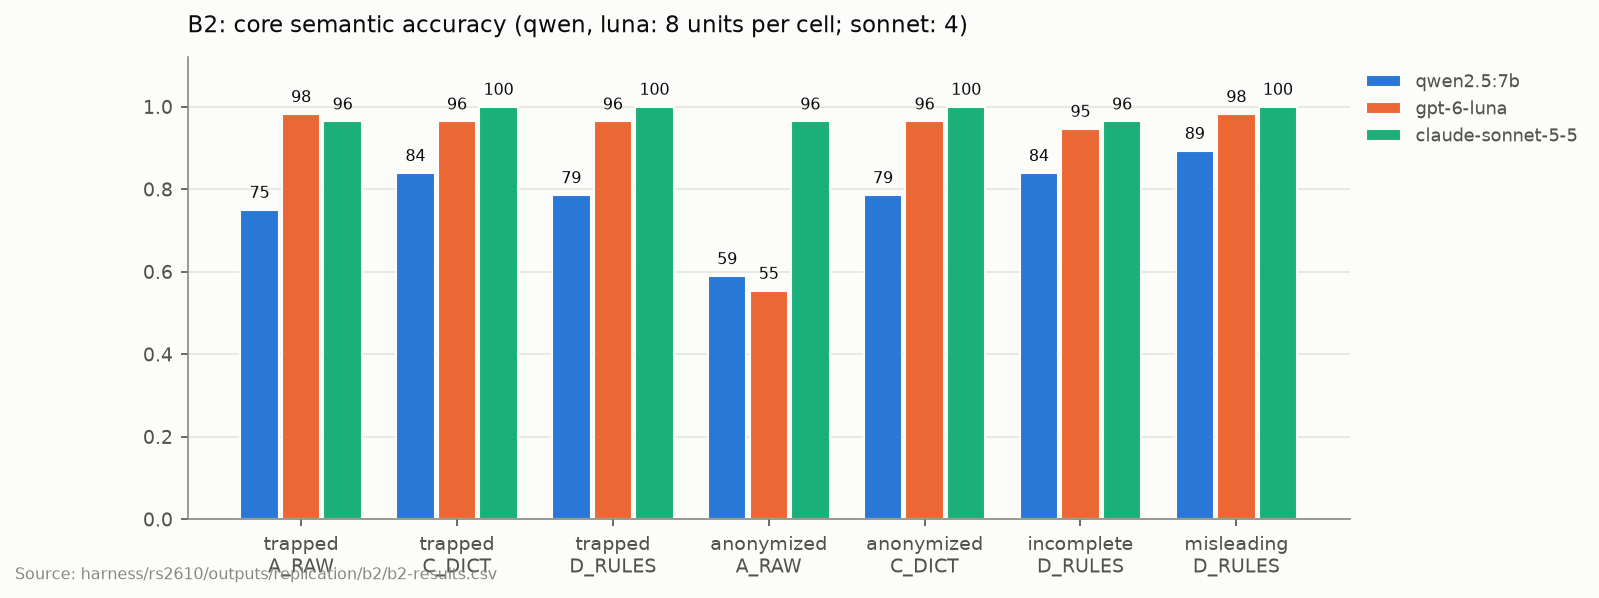 B2: core semantic accuracy (qwen, luna: 8 units per cell; sonnet: 4)
qwen2.5:7b
gpt-6-luna
claude-sonnet-5-5
1.0
0.8
0.6
0.4
0.2
0.0
75 98 96
84 96 100
79 96 100
59 55 96
79 96 100
84 95 96
89 98 100
trapped
A_RAW
trapped
C_DICT
trapped
D_RULES
anonymized
A_RAW
anonymized
C_DICT
incomplete
D_RULES
misleading
D_RULES
Source: harness/rs2610/outputs/replication/b2/b2-results.csv